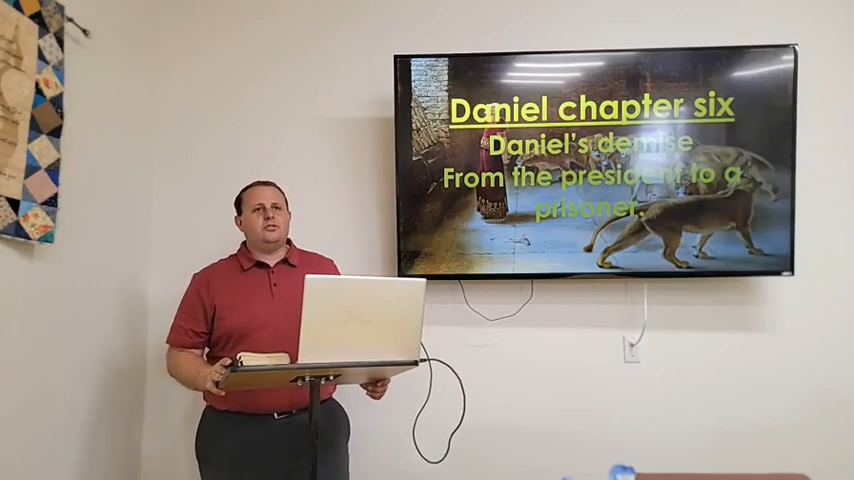 Daniel chapter six
Daniel's demise
From the president to a
prisoner.